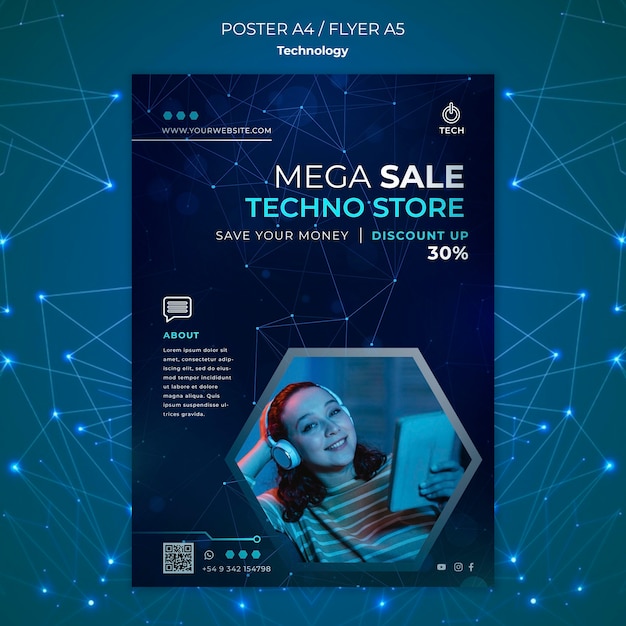 POSTER A4 / FLYER A5
Technology
WWW.YOURWEBSITE.COM
TECH
MEGA SALE
TECHNO STORE
SAVE YOUR MONEY | DISCOUNT UP
30%
ABOUT
Lorem ipsum dolor sit
amet, consectetur adip-
iscing elit, sed do eius-
mod tempor incididunt
ut labore et dolore
magna aliqua. Quis
ipsum suspendisse ul-
trices gravida.
+54 9 342 154798